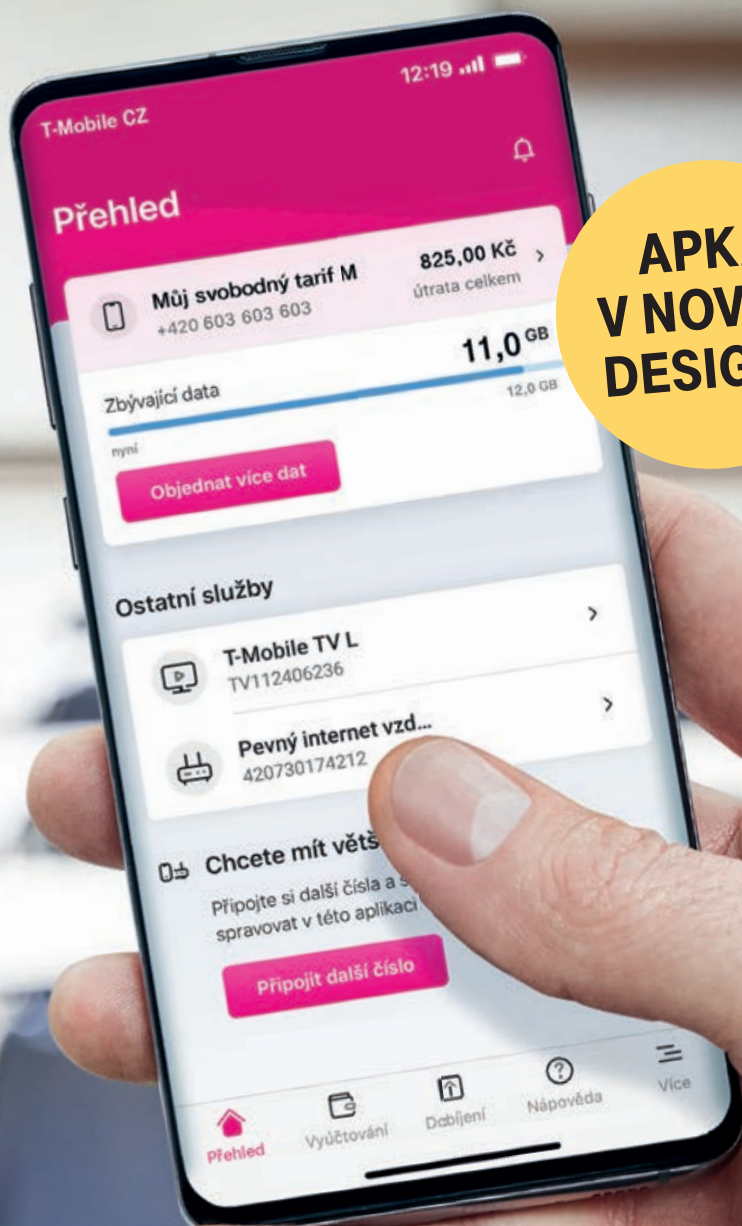 T-Mobile CZ
12:19
Přehled
Můj svobodný tarif M
825,00 Kč
+420 603 603 603
útrata celkem
11,0 GB
Zbývající data
12,0 GB
nyní
Objednat více dat
APK
V NOV
DESIG
Ostatní služby
T-Mobile TV L
TV112406236
Pevný internet vzd...
420730174212
Chcete mít větš
Připojte si další čísla a s
spravovat v této aplikaci
Připojit další číslo
Přehled
Vyúčtování
Dobíjení
Nápověda
Více